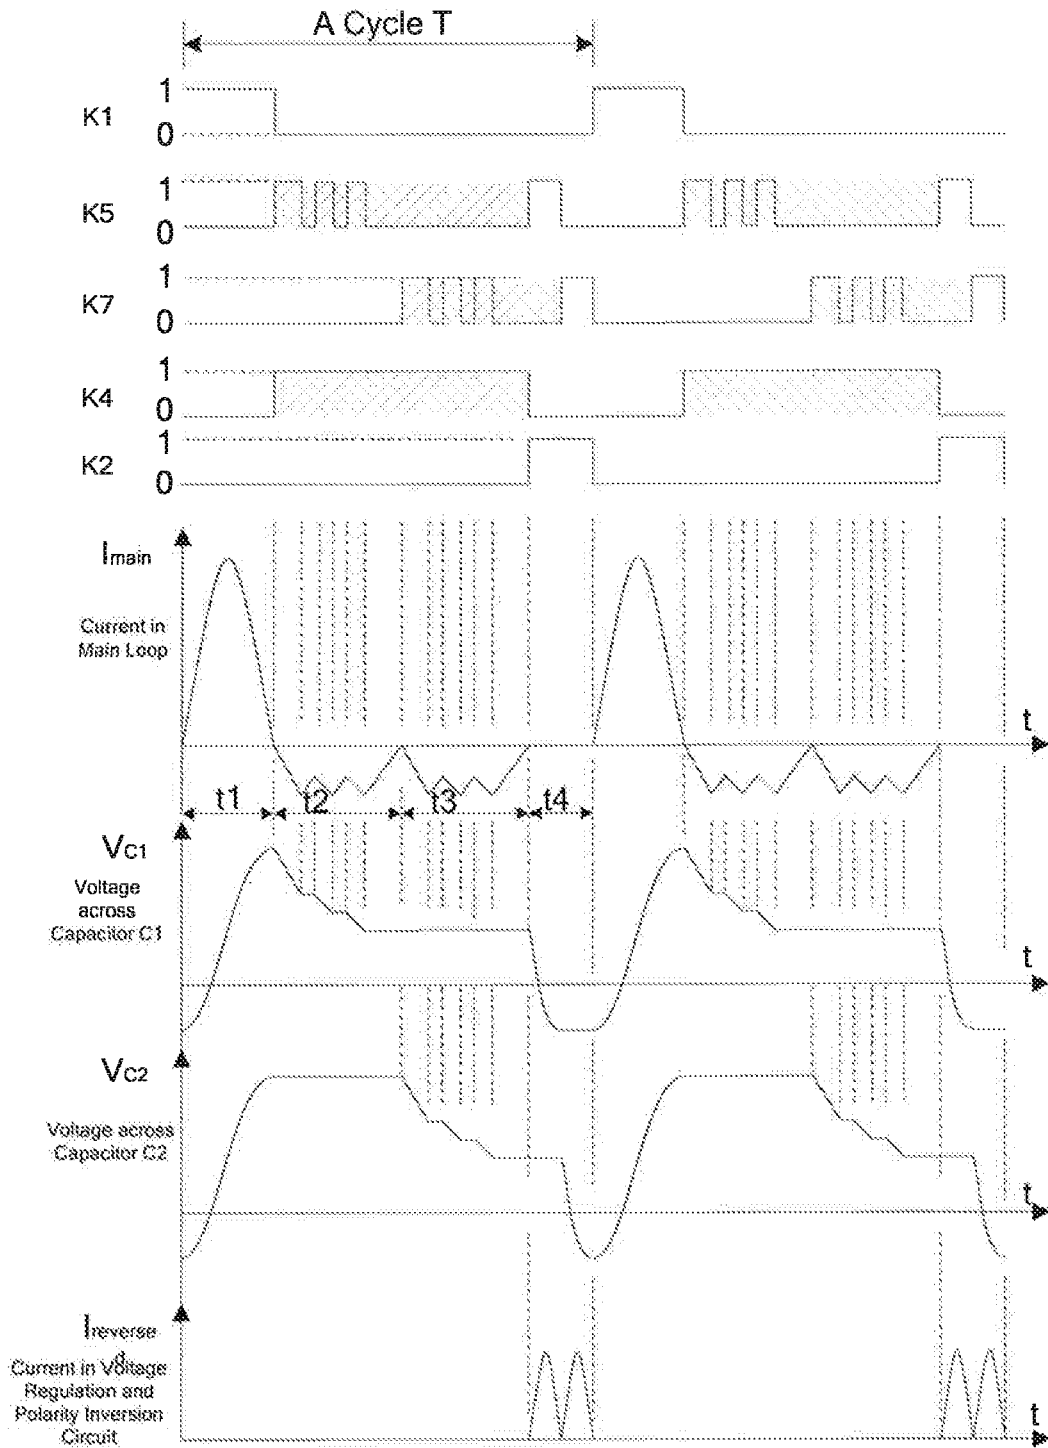 A Cycle T
1
K1
0
1
K5
0
1
K7
0
1
K4
0
1
K2
0
Imain
Current in
Main Loop
t
t1
t2
t3
t4
VC1
Voltage
across
Capacitor C1
t
VC2
Voltage across
Capacitor C2
t
Ireverse
d
Current in Voltage
Regulation and
Polarity Inversion
Circuit
t